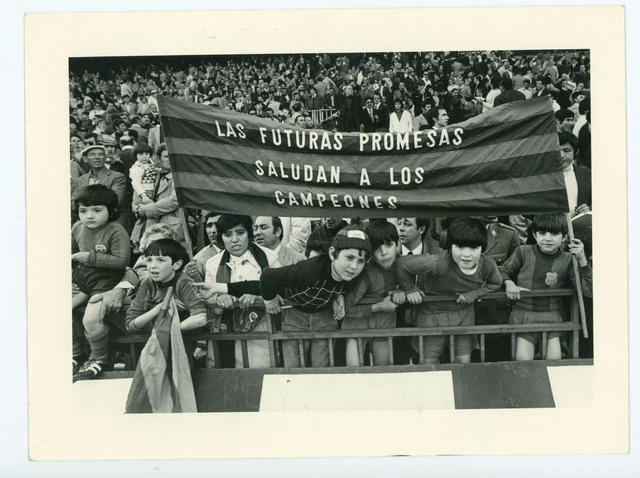 LAS FUTURAS PROMESAS
SALUDAN A LOS
CAMPEONES